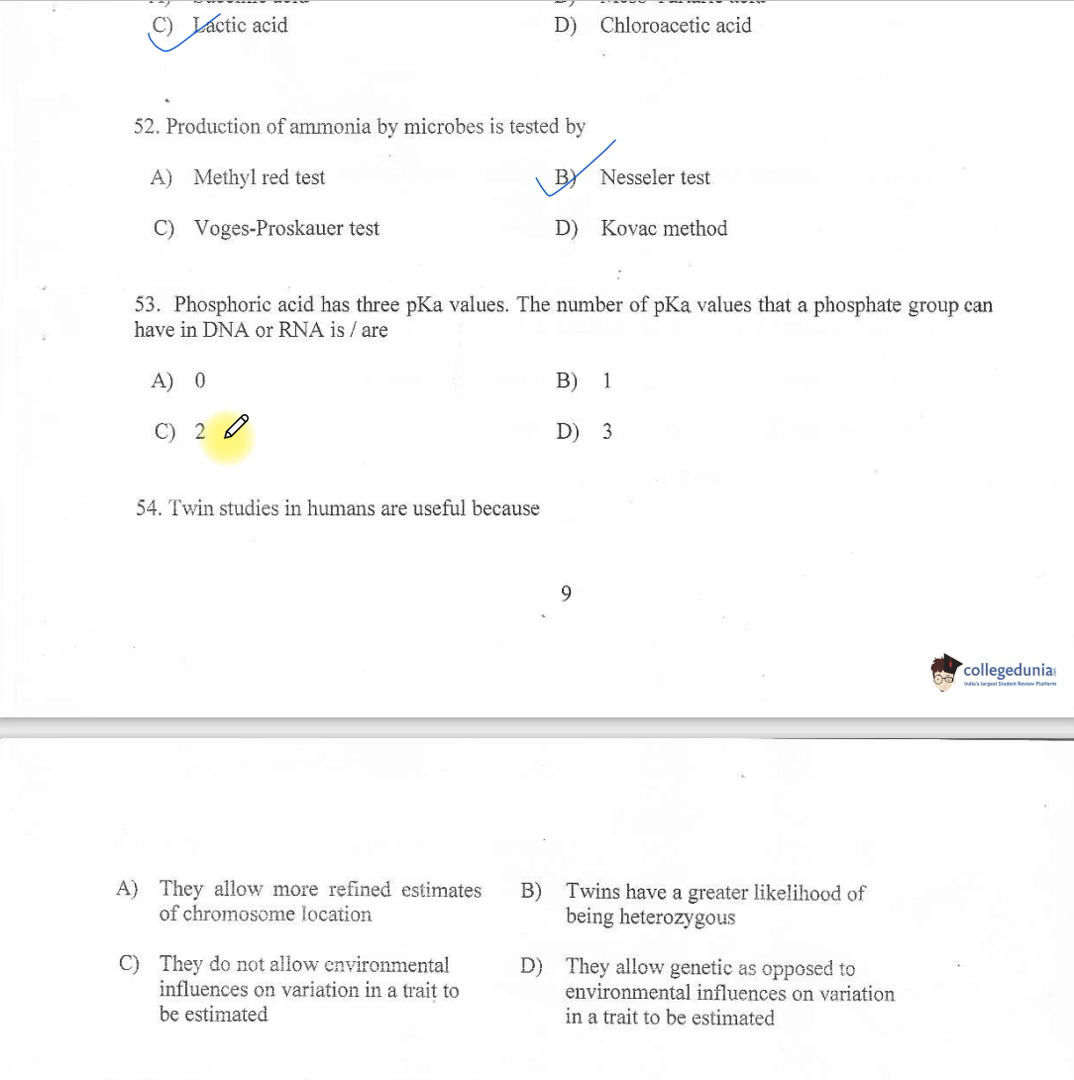 C) Lactic acid D) Chloroacetic acid
52. Production of ammonia by microbes is tested by
A) Methyl red test B) Nesseler test
C) Voges-Proskauer test D) Kovac method
53. Phosphoric acid has three pKa values. The number of pKa values that a phosphate group can
have in DNA or RNA is / are
A) 0 B) 1
C) 2 D) 3
54. Twin studies in humans are useful because
9
collegedunia
India's largest Student Review Platform
A) They allow more refined estimates
of chromosome location
B) Twins have a greater likelihood of
being heterozygous
C) They do not allow environmental
influences on variation in a trait to
be estimated
D) They allow genetic as opposed to
environmental influences on variation
in a trait to be estimated